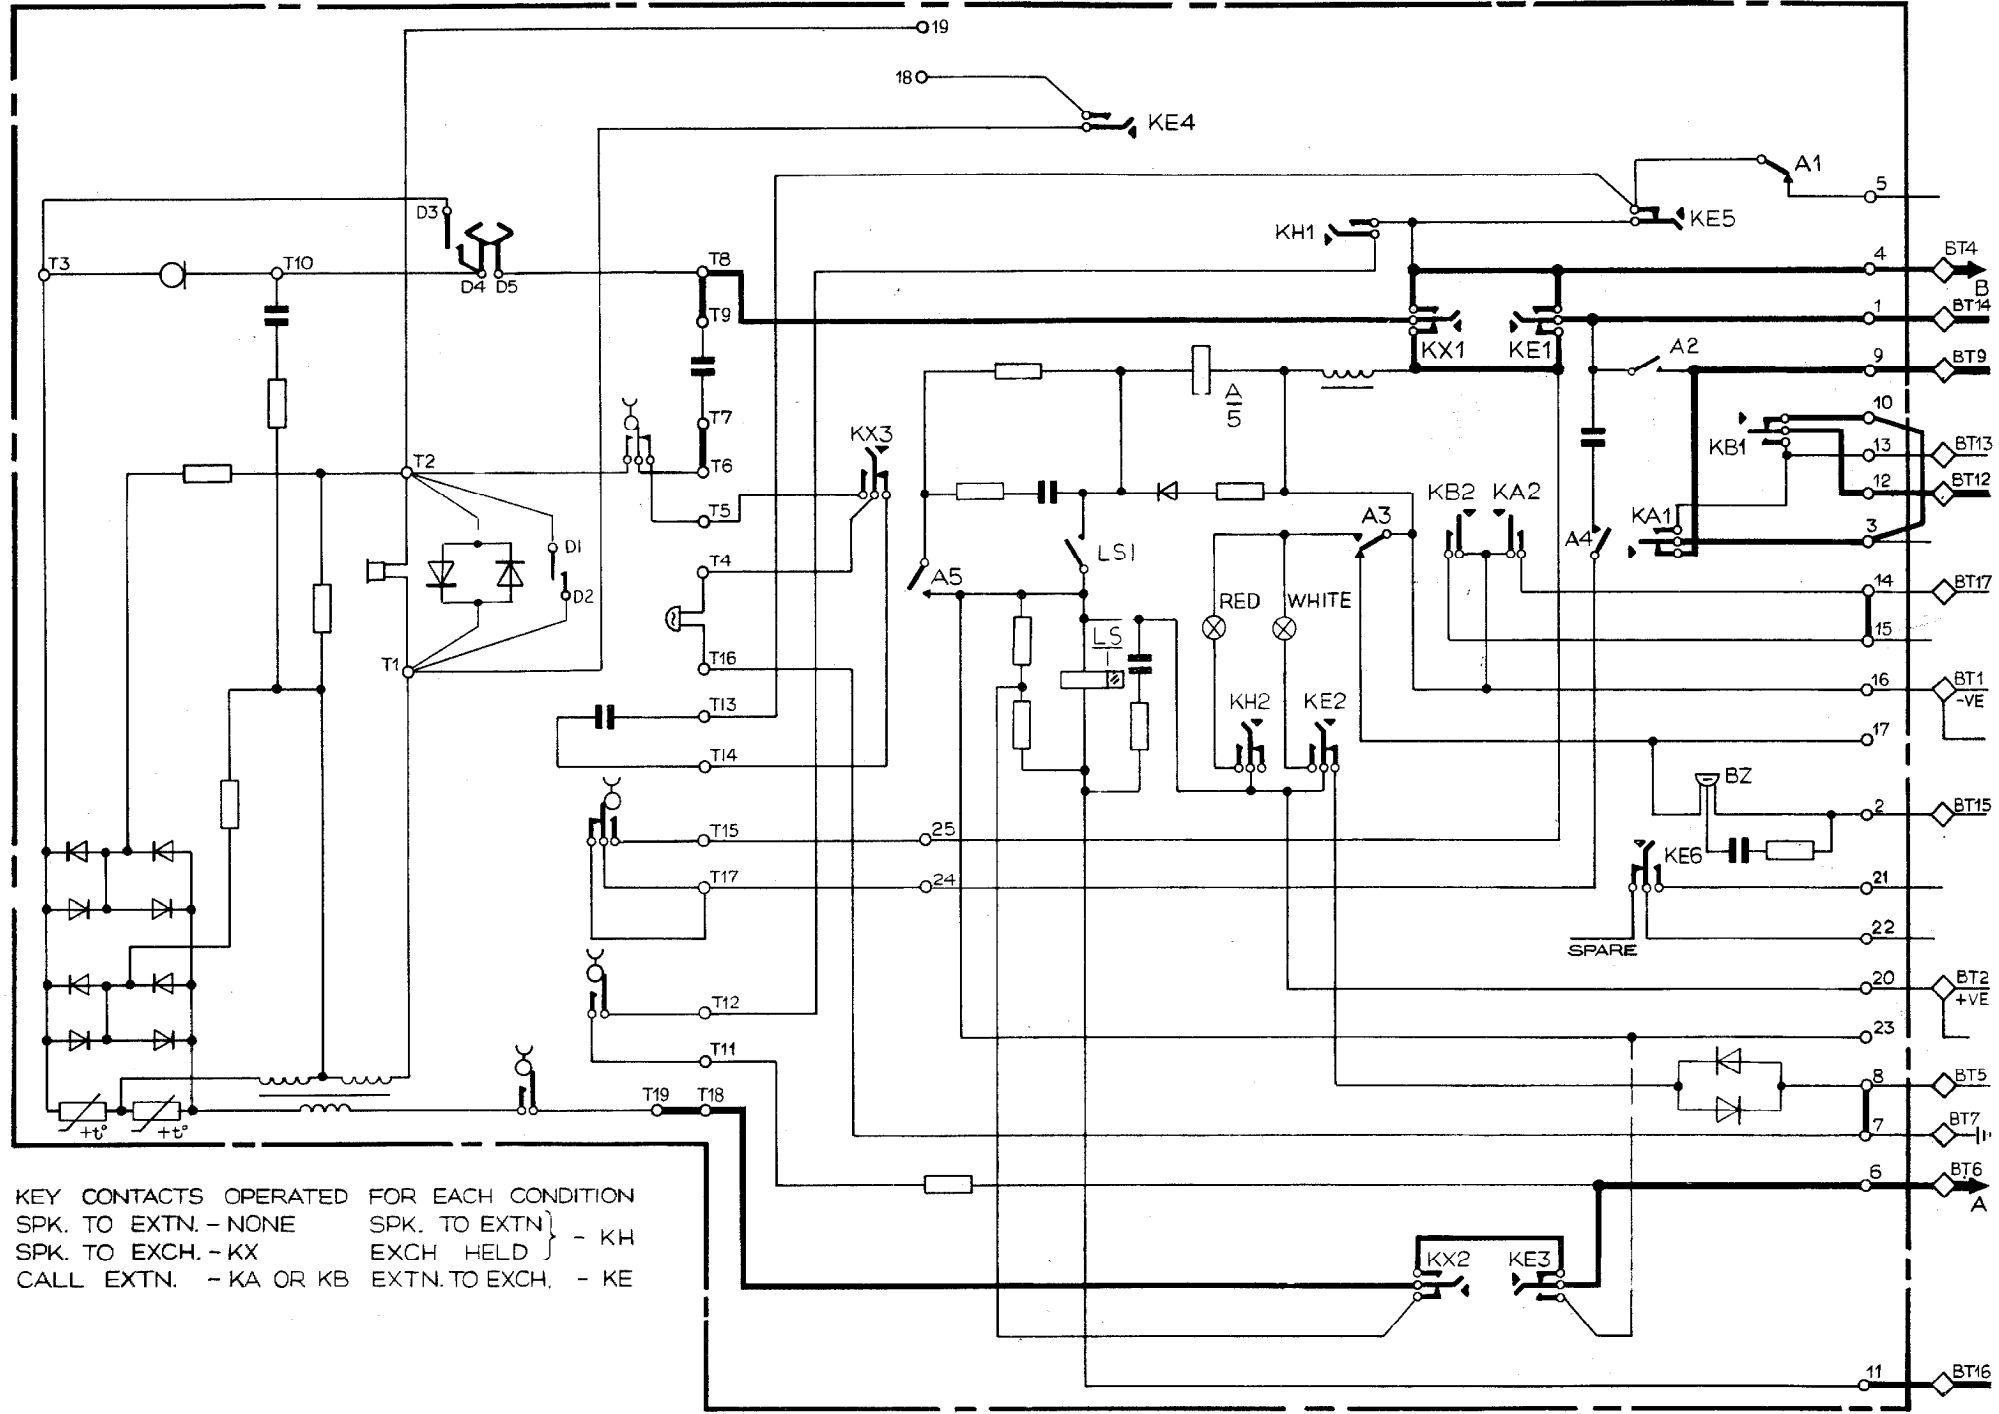 19
18
KE4
A1
5
D3
KE5
KH1
T3
T10
D4 D5
T8
4
BT4
B
T9
1
BT14
KX1
KE1
A2
9
BT9
A
5
10
T7
KX3
KB1
13
BT13
T2
T6
12
BT12
KB2
KA2
T5
A3
KA1
3
D1
LS1
A4
T4
A5
14
BT17
D2
RED
WHITE
15
LS
T1
T16
16
BT1
-VE
KH2
KE2
T13
17
T14
BZ
2
BT15
T15
25
KE6
T17
24
21
22
SPARE
20
BT2
+VE
T12
23
T11
8
BT5
T19
T18
+t°
+t°
7
BT7
6
BT6
A
KEY CONTACTS OPERATED FOR EACH CONDITION
SPK. TO EXTN. - NONE SPK. TO EXTN } - KH
SPK. TO EXCH. - KX EXCH HELD
CALL EXTN. - KA OR KB EXTN. TO EXCH. - KE
KX2
KE3
11
BT16